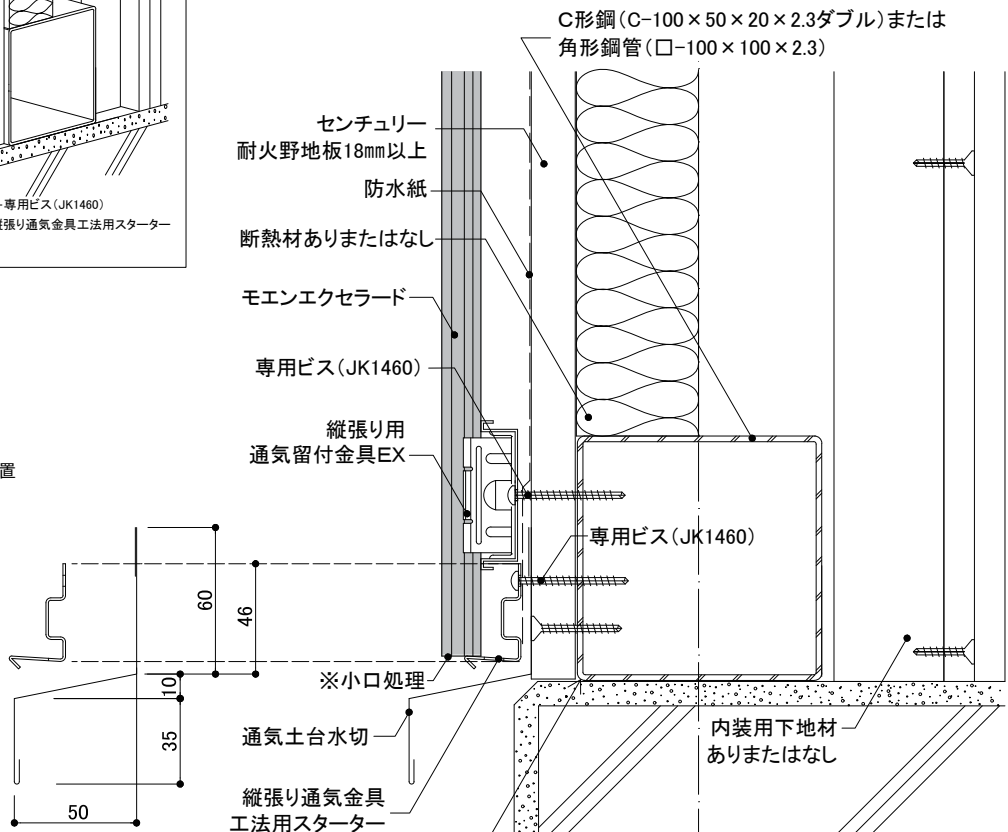 C形鋼(C-100×50×20×2.3ダブル)または
角形鋼管(□-100×100×2.3)
センチュリー
耐火野地板18mm以上
防水紙
専用ビス(JK1460)
縦張り通気金具工法用スターター
断熱材ありまたはなし
モエンエクセラード
専用ビス(JK1460)
縦張り用
通気留付金具EX
置
専用ビス(JK1460)
60
46
10
35
50
※小口処理
通気土台水切
縦張り通気金具
工法用スターター
内装用下地材
ありまたはなし